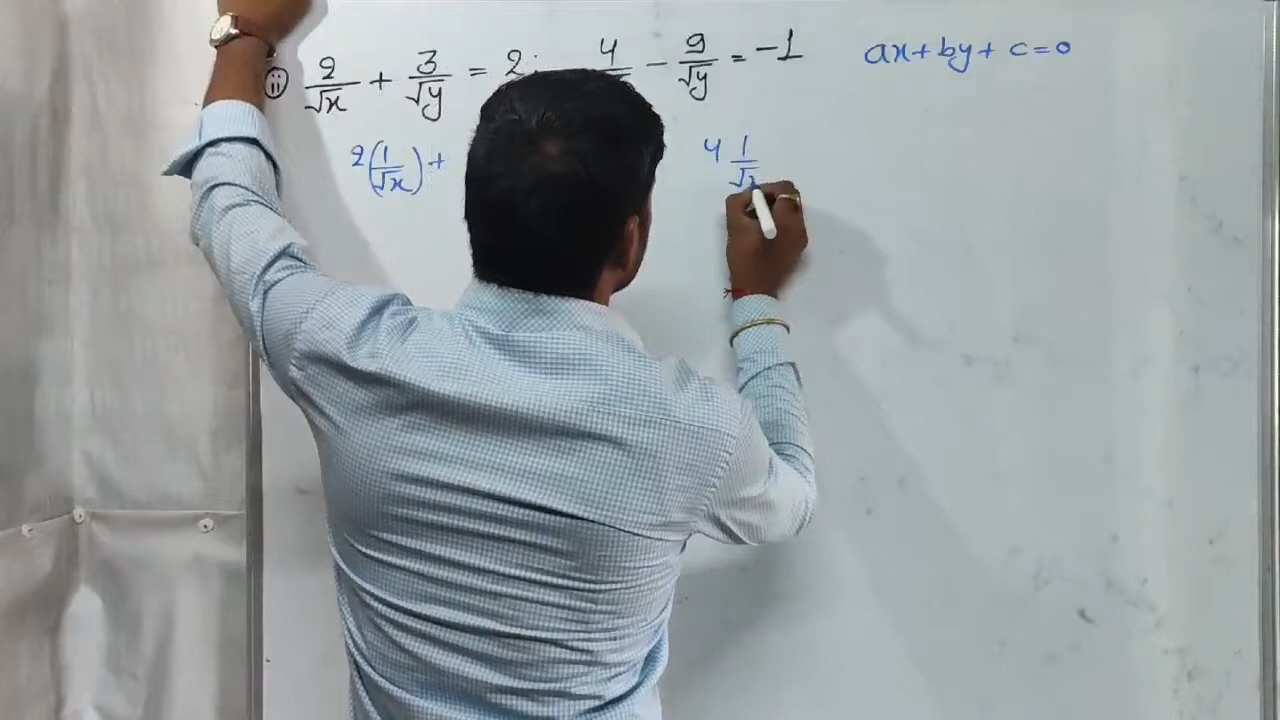 (ii) 2/√x + 3/√y = 2; 4/ - 9/√y = -1 ax + by + c = 0
2(1/√x) + 4 1/√x